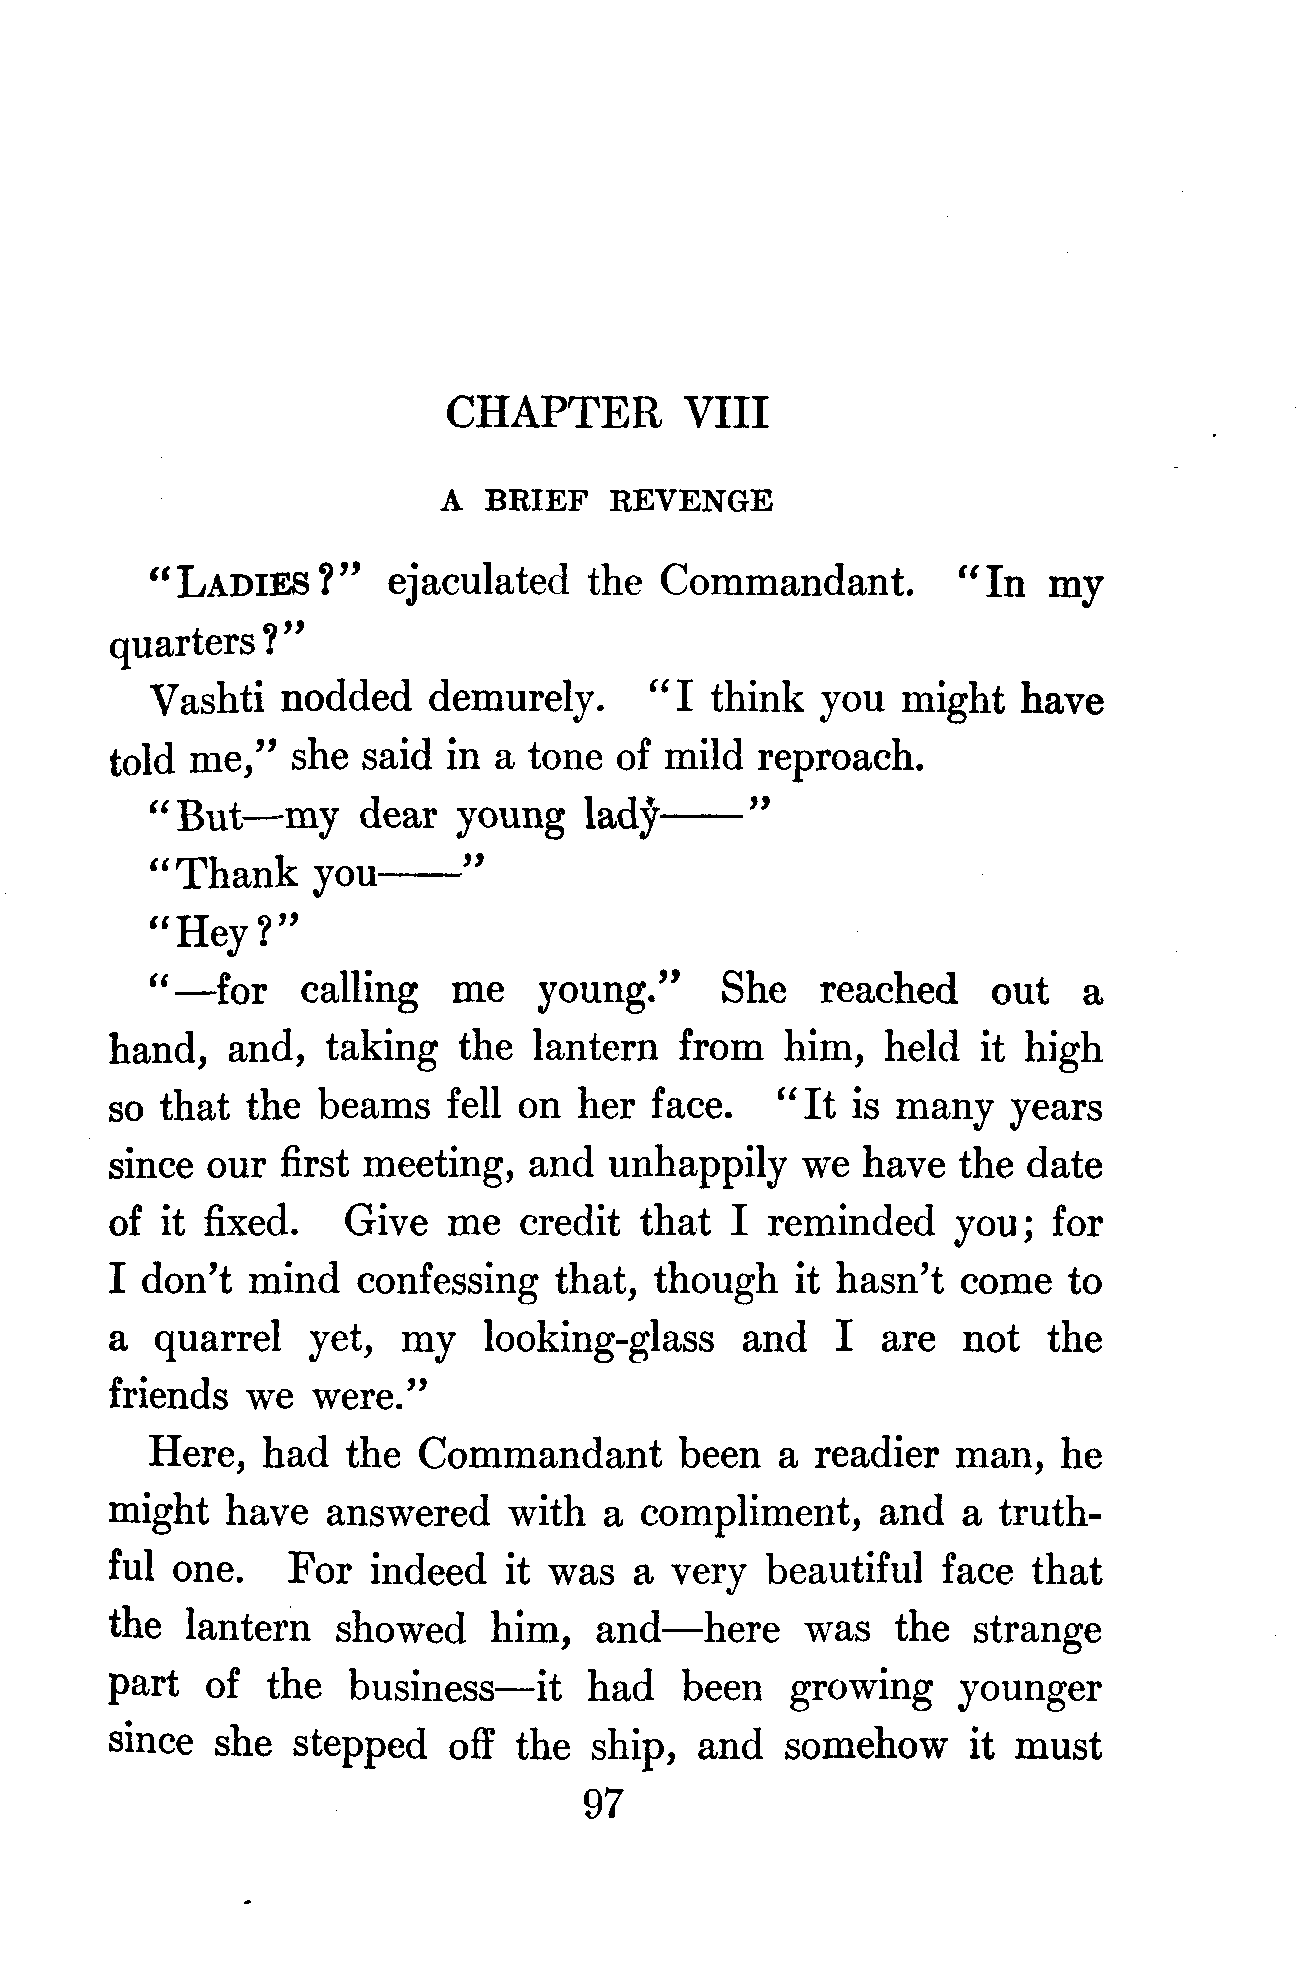 CHAPTER VIII
A BRIEF REVENGE
"LADIES?" ejaculated the Commandant. "In my
quarters?"
Vashti nodded demurely. "I think you might have
told me," she said in a tone of mild reproach.
"But—my dear young lady——"
"Thank you——"
"Hey?"
"—for calling me young." She reached out a
hand, and, taking the lantern from him, held it high
so that the beams fell on her face. "It is many years
since our first meeting, and unhappily we have the date
of it fixed. Give me credit that I reminded you; for
I don't mind confessing that, though it hasn't come to
a quarrel yet, my looking-glass and I are not the
friends we were."
Here, had the Commandant been a readier man, he
might have answered with a compliment, and a truth-
ful one. For indeed it was a very beautiful face that
the lantern showed him, and—here was the strange
part of the business—it had been growing younger
since she stepped off the ship, and somehow it must
97